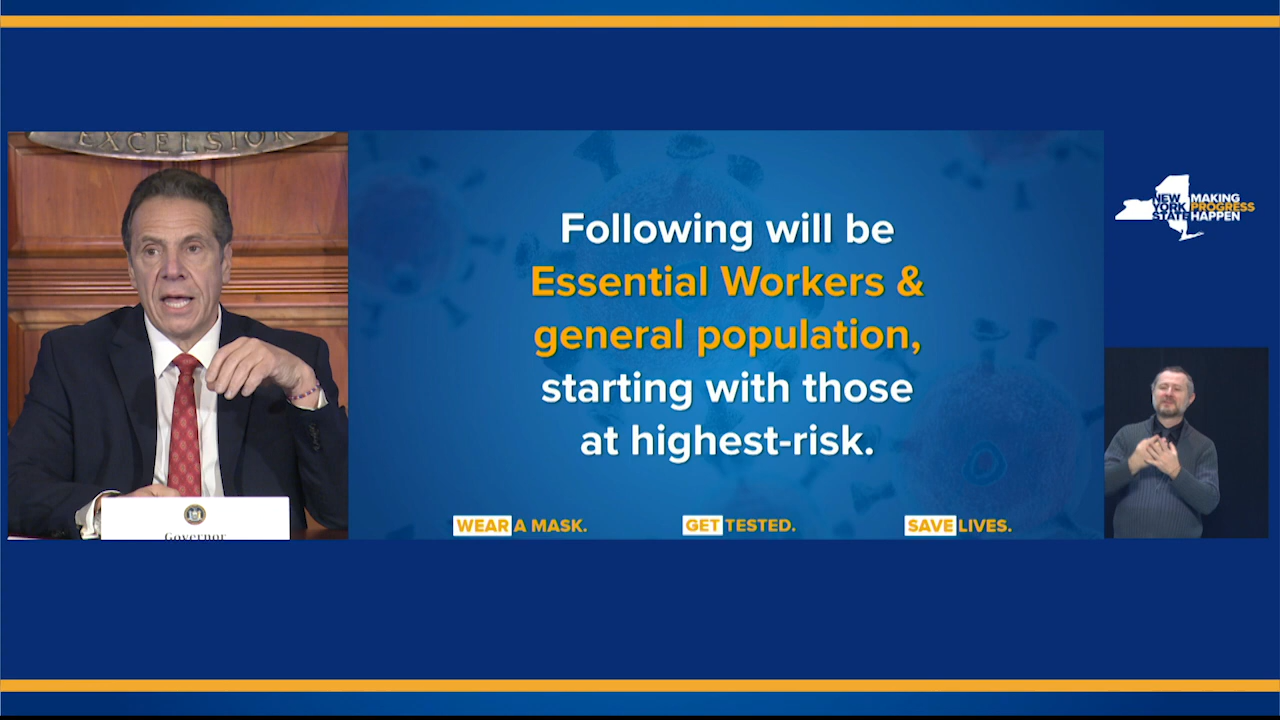 EXCELSIOR
Following will be
Essential Workers &
general population,
starting with those
at highest-risk.
WEAR A MASK. GET TESTED. SAVE LIVES.
Governor
NEW
YORK
STATE
MAKING
PROGRESS
HAPPEN